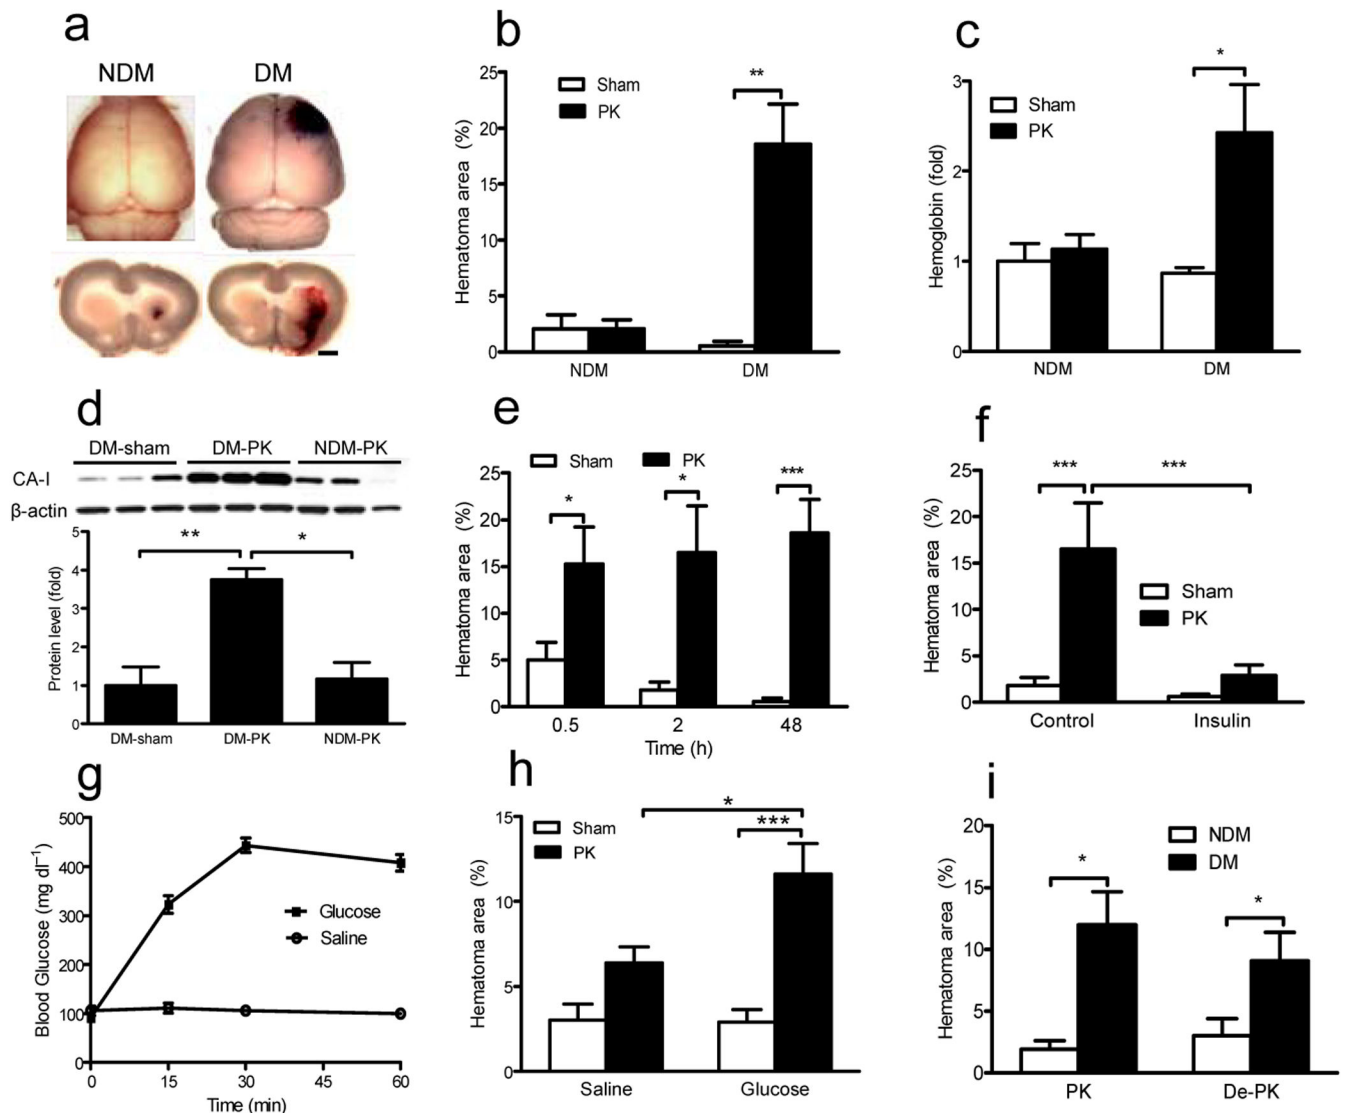 a
NDM DM
b
25
20
15
10
5
0
Hematoma area (%)
Sham
PK
**
NDM DM
c
3
2
1
0
Hemoglobin (fold)
Sham
PK
*
NDM DM
d
DM-sham DM-PK NDM-PK
CA-I
β-actin
5
4
3
2
1
0
Protein level (fold)
** *
DM-sham DM-PK NDM-PK
e
Sham PK
25
20
15
10
5
0
Hematoma area (%)
* * ***
0.5 2 48
Time (h)
f
25
20
15
10
5
0
Hematoma area (%)
*** ***
Sham
PK
Control Insulin
g
500
400
300
200
100
0
Blood Glucose (mg dl⁻¹)
Glucose
Saline
0 15 30 45 60
Time (min)
h
15
10
5
0
Hematoma area (%)
Sham
PK
*
***
Saline Glucose
i
20
15
10
5
0
Hematoma area (%)
NDM
DM
* *
PK De-PK